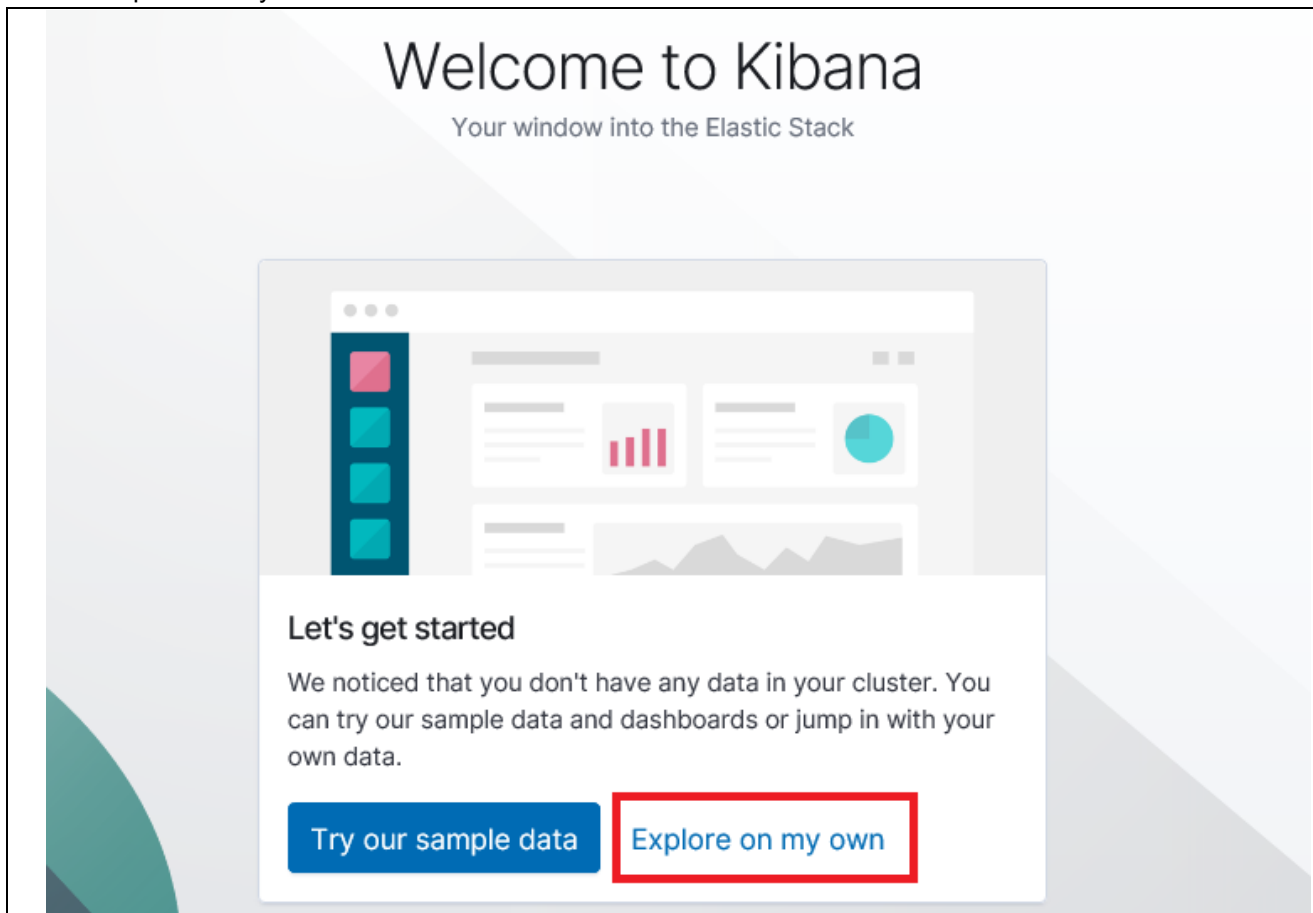 Welcome to Kibana
Your window into the Elastic Stack
Let's get started
We noticed that you don't have any data in your cluster. You
can try our sample data and dashboards or jump in with your
own data.
Try our sample data
Explore on my own